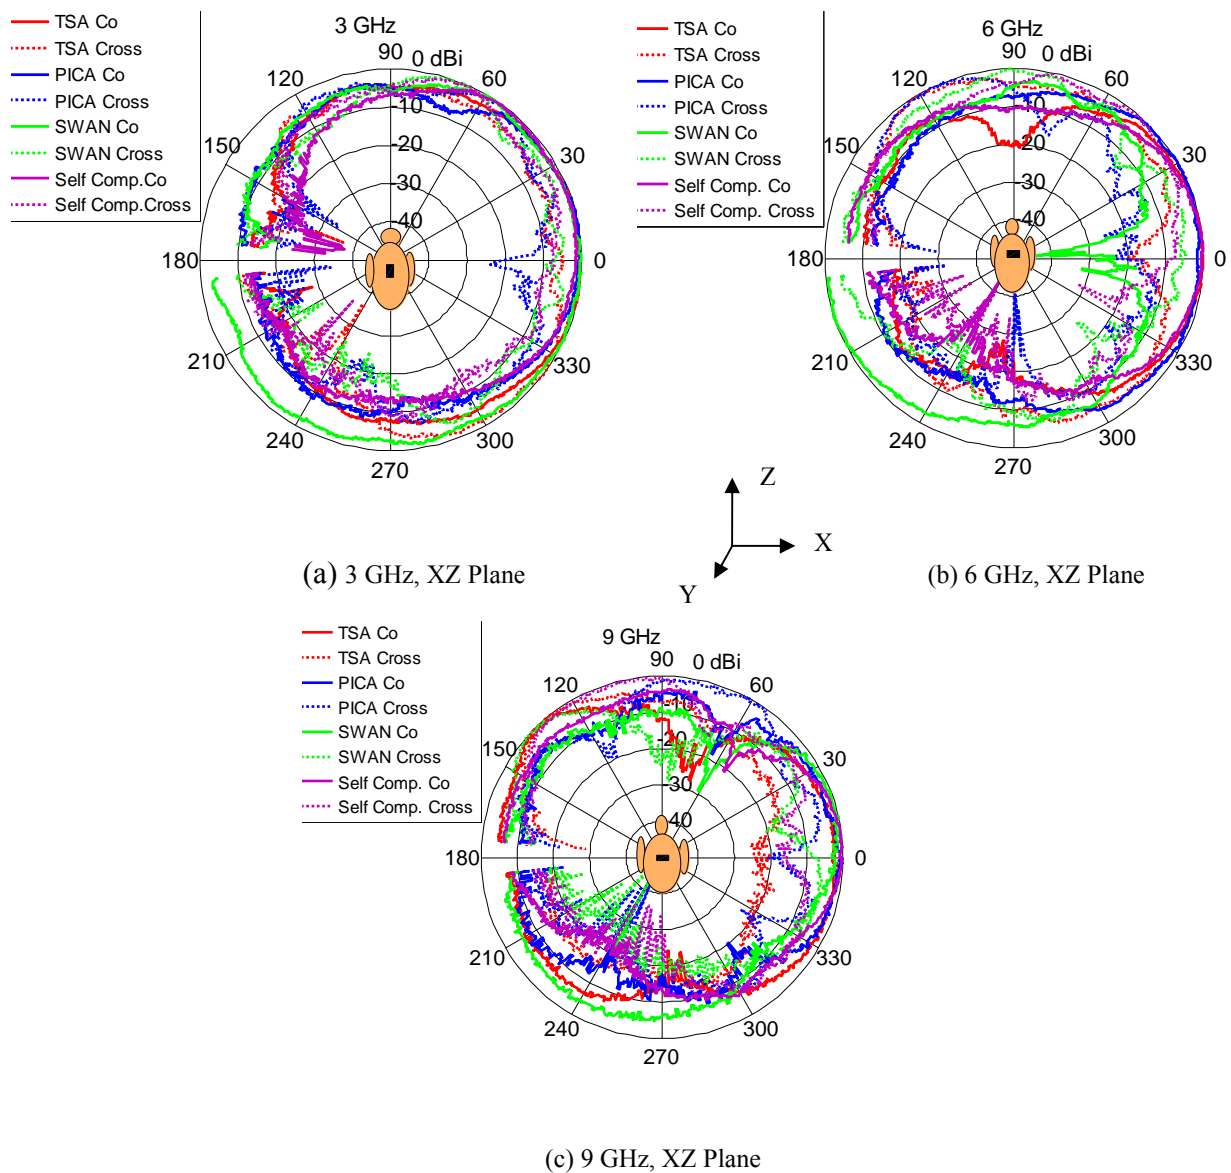 TSA Co
TSA Cross
PICA Co
PICA Cross
SWAN Co
SWAN Cross
Self Comp.Co
Self Comp.Cross
3 GHz
90
0 dBi
120
60
150
30
180
0
210
330
240
300
270
-10
-20
-30
-40
TSA Co
TSA Cross
PICA Co
PICA Cross
SWAN Co
SWAN Cross
Self Comp. Co
Self Comp. Cross
6 GHz
90
0 dBi
120
60
150
30
180
0
210
330
240
300
270
-10
-20
-30
-40
Z
X
Y
(a) 3 GHz, XZ Plane
(b) 6 GHz, XZ Plane
TSA Co
TSA Cross
PICA Co
PICA Cross
SWAN Co
SWAN Cross
Self Comp. Co
Self Comp. Cross
9 GHz
90
0 dBi
120
60
150
30
180
0
210
330
240
300
270
-10
-20
-30
-40
(c) 9 GHz, XZ Plane